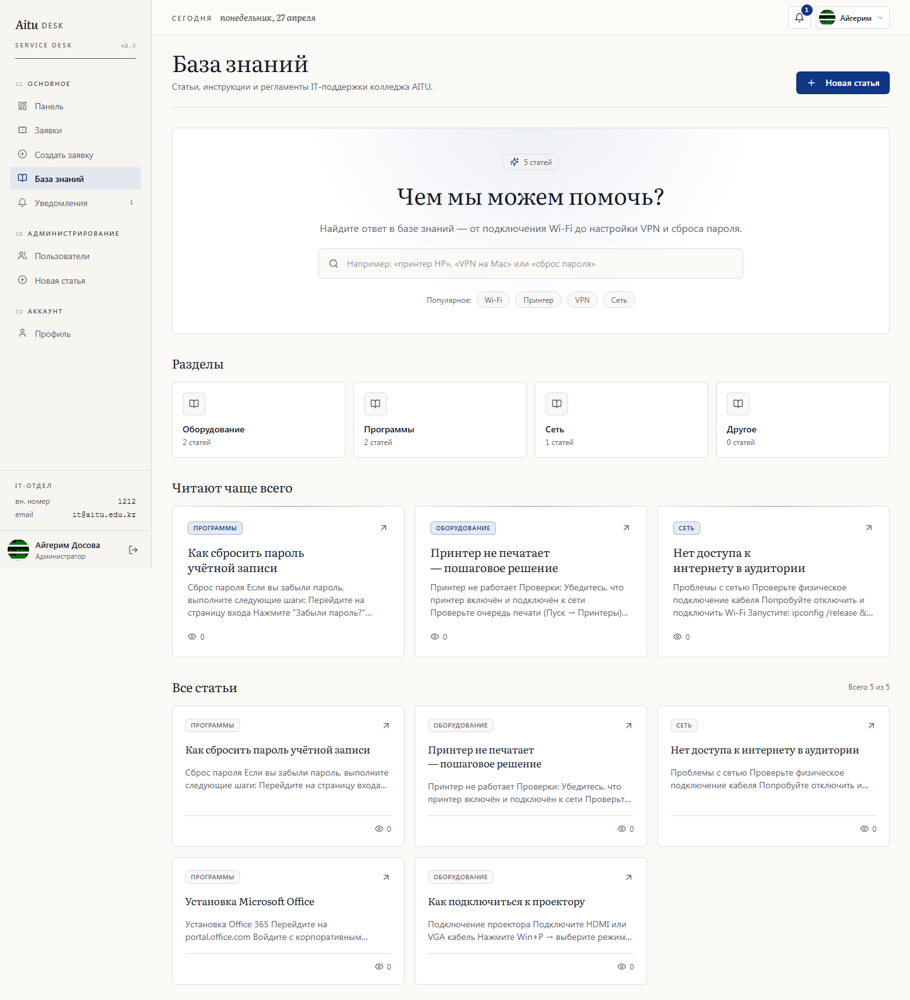 Aitu DESK
SERVICE DESK v2.0
01 ОСНОВНОЕ
Панель
Заявки
Создать заявку
База знаний
Уведомления 1
02 АДМИНИСТРИРОВАНИЕ
Пользователи
Новая статья
03 АККАУНТ
Профиль
IT-ОТДЕЛ
вн. номер 1212
email it@aitu.edu.kz
Айгерим Досова
Администратор
СЕГОДНЯ понедельник, 27 апреля
1
Айгерим
База знаний
Статьи, инструкции и регламенты IT-поддержки колледжа AITU.
Новая статья
5 статей
Чем мы можем помочь?
Найдите ответ в базе знаний — от подключения Wi-Fi до настройки VPN и сброса пароля.
Например: «принтер HP», «VPN на Mac» или «сброс пароля»
Популярное: Wi-Fi Принтер VPN Сеть
Разделы
Оборудование
2 статей
Программы
2 статей
Сеть
1 статей
Другое
0 статей
Читают чаще всего
ПРОГРАММЫ
Как сбросить пароль
учётной записи
Сброс пароля Если вы забыли пароль,
выполните следующие шаги: Перейдите на
страницу входа Нажмите "Забыли пароль?"...
0
ОБОРУДОВАНИЕ
Принтер не печатает
— пошаговое решение
Принтер не работает Проверки: Убедитесь, что
принтер включён и подключён к сети
Проверьте очередь печати (Пуск → Принтеры)...
0
СЕТЬ
Нет доступа к
интернету в аудитории
Проблемы с сетью Проверьте физическое
подключение кабеля Попробуйте отключить и
подключить Wi-Fi Запустите: ipconfig /release &...
0
Все статьи
Всего 5 из 5
ПРОГРАММЫ
Как сбросить пароль учётной записи
Сброс пароля Если вы забыли пароль, выполните
следующие шаги: Перейдите на страницу входа...
0
ОБОРУДОВАНИЕ
Принтер не печатает
— пошаговое решение
Принтер не работает Проверки: Убедитесь, что
принтер включён и подключён к сети Проверьт...
0
СЕТЬ
Нет доступа к интернету в аудитории
Проблемы с сетью Проверьте физическое
подключение кабеля Попробуйте отключить и...
0
ПРОГРАММЫ
Установка Microsoft Office
Установка Office 365 Перейдите на
portal.office.com Войдите с корпоративным...
0
ОБОРУДОВАНИЕ
Как подключиться к проектору
Подключение проектора Подключите HDMI или
VGA кабель Нажмите Win+P → выберите режим...
0